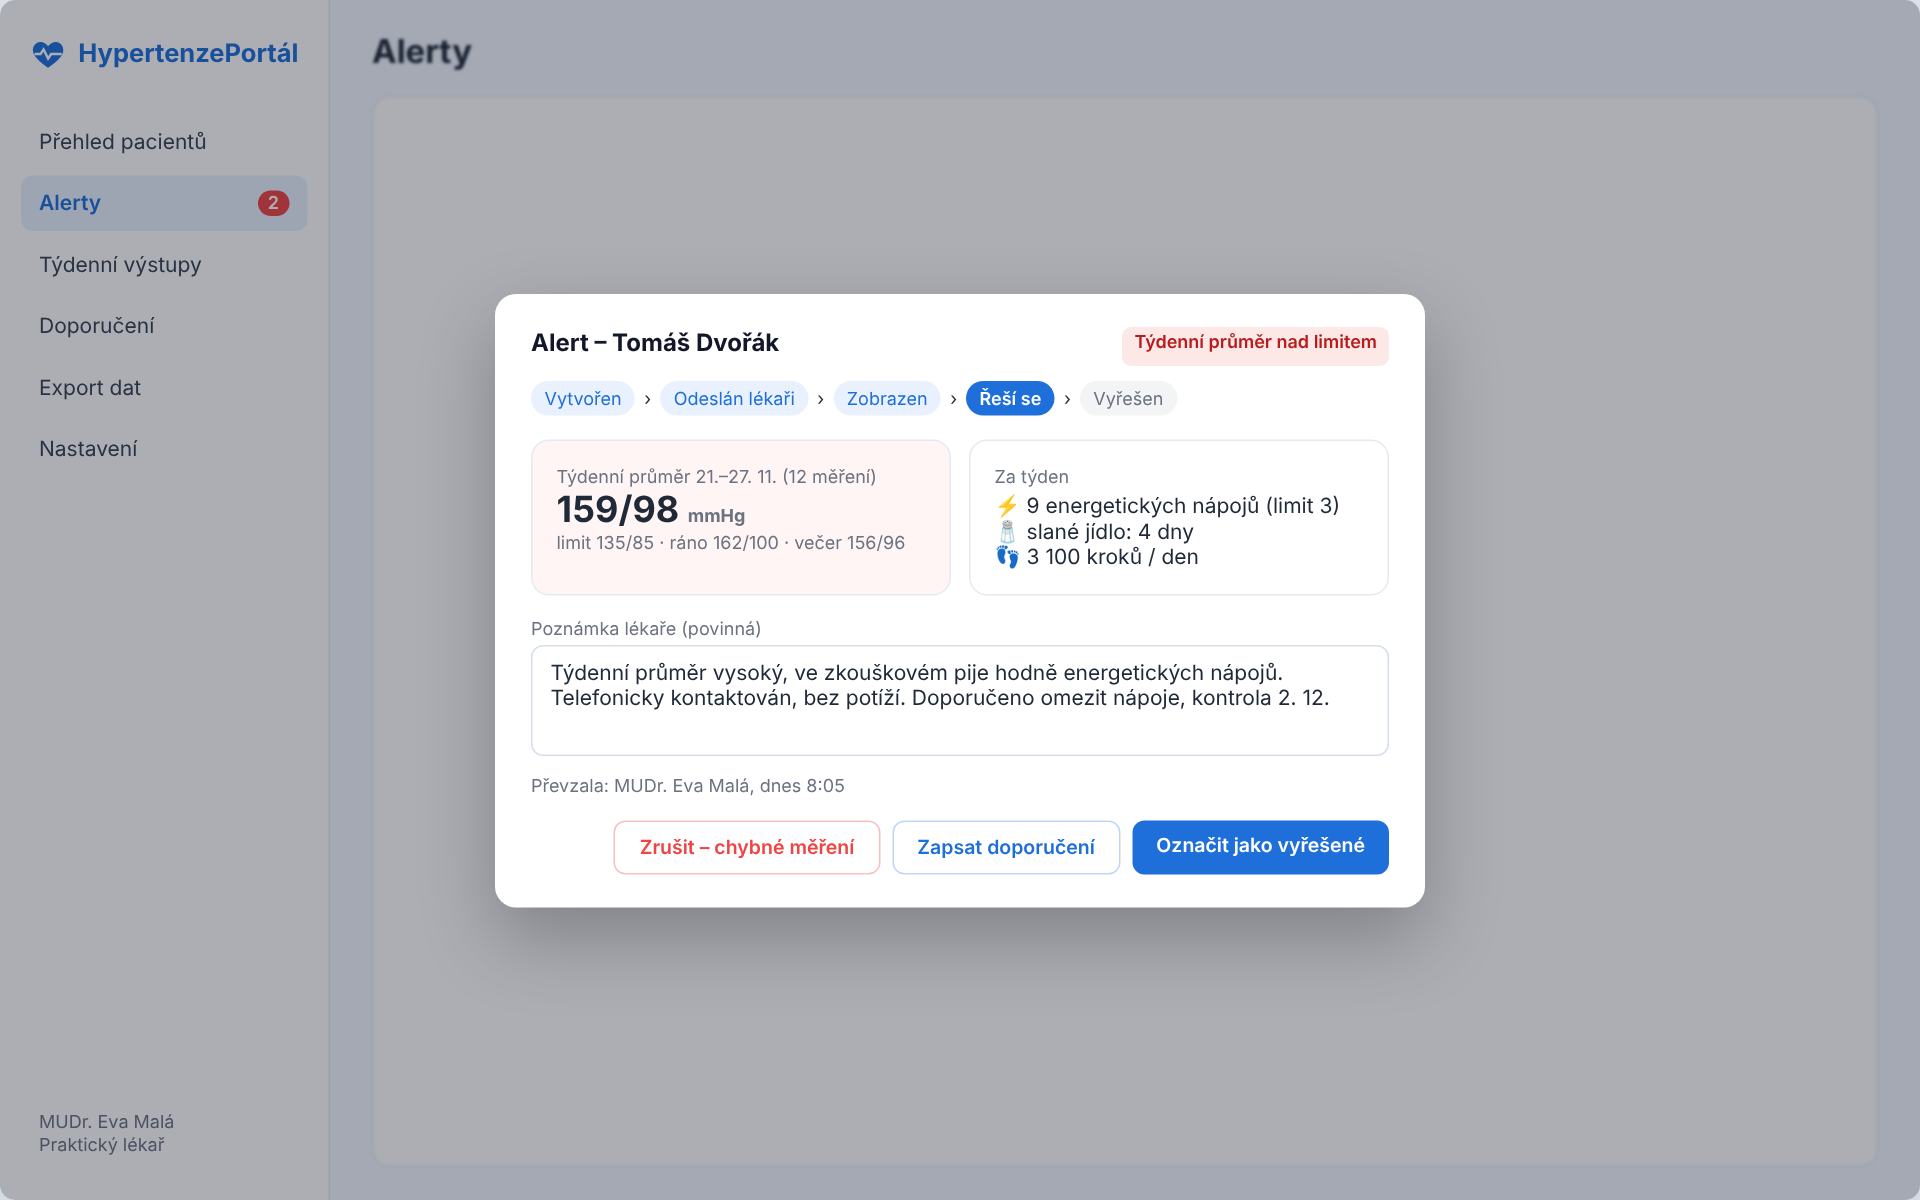 HypertenzePortál
Přehled pacientů
Alerty
2
Týdenní výstupy
Doporučení
Export dat
Nastavení
MUDr. Eva Malá
Praktický lékař
Alerty
Alert – Tomáš Dvořák
Týdenní průměr nad limitem
Vytvořen › Odeslán lékaři › Zobrazen › Řeší se › Vyřešen
Týdenní průměr 21.–27. 11. (12 měření)
159/98 mmHg
limit 135/85 · ráno 162/100 · večer 156/96
Za týden
⚡ 9 energetických nápojů (limit 3)
🧂 slané jídlo: 4 dny
👣 3 100 kroků / den
Poznámka lékaře (povinná)
Týdenní průměr vysoký, ve zkouškovém pije hodně energetických nápojů.
Telefonicky kontaktován, bez potíží. Doporučeno omezit nápoje, kontrola 2. 12.
Převzala: MUDr. Eva Malá, dnes 8:05
Zrušit – chybné měření
Zapsat doporučení
Označit jako vyřešené